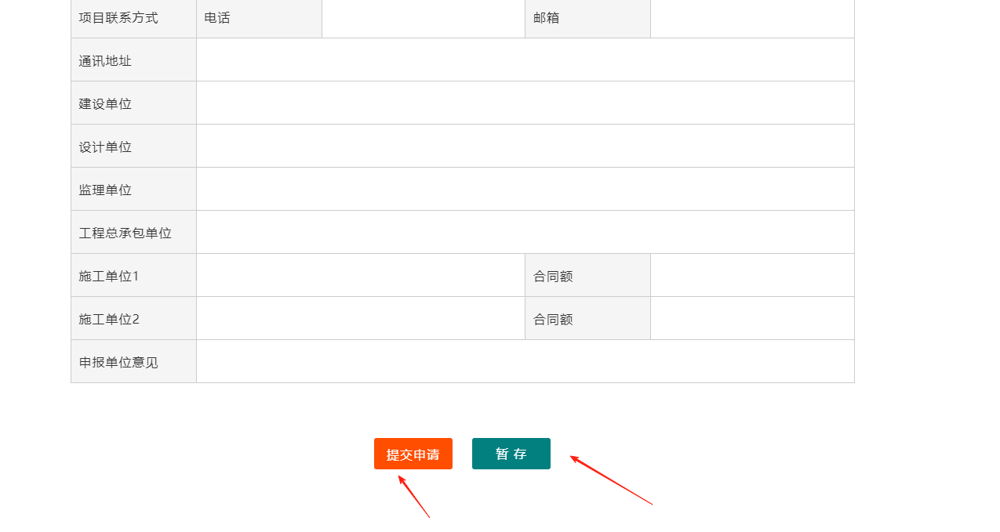 项目联系方式 电话 邮箱
通讯地址
建设单位
设计单位
监理单位
工程总承包单位
施工单位1 合同额
施工单位2 合同额
申报单位意见
提交申请 暂 存